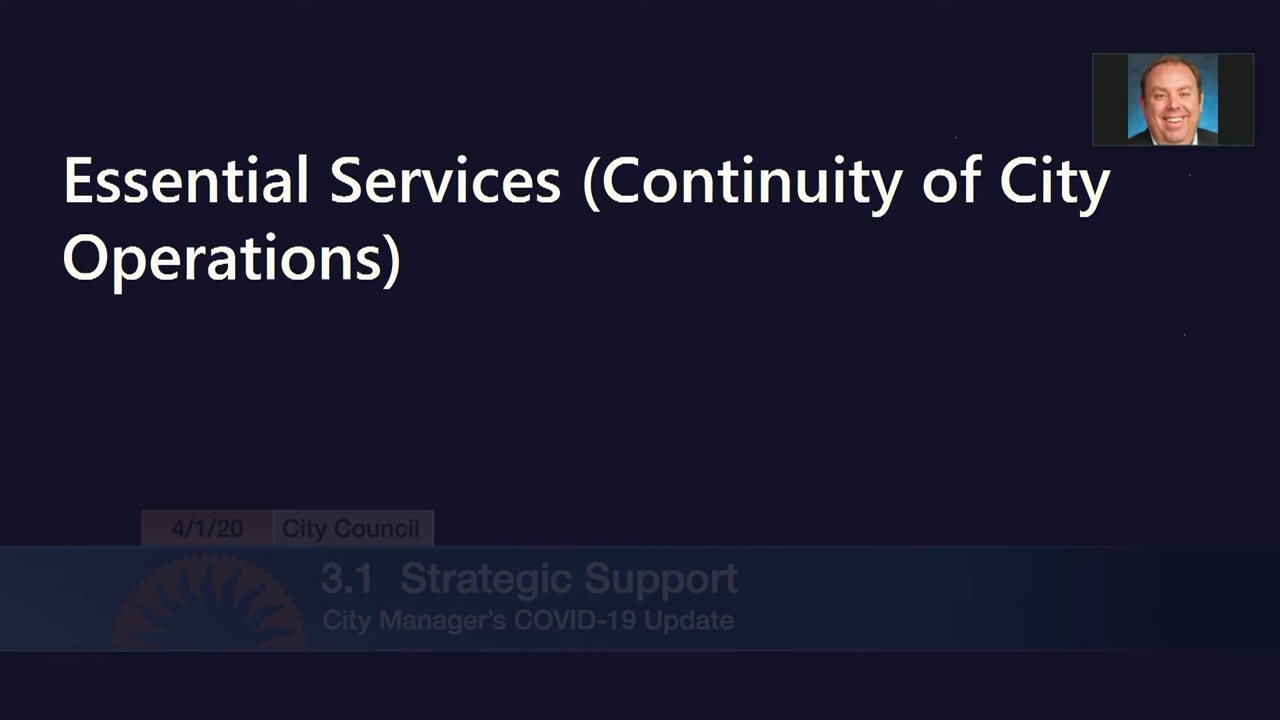 Essential Services (Continuity of City
Operations)
4/1/20 City Council
3.1 Strategic Support
City Manager's COVID-19 Update